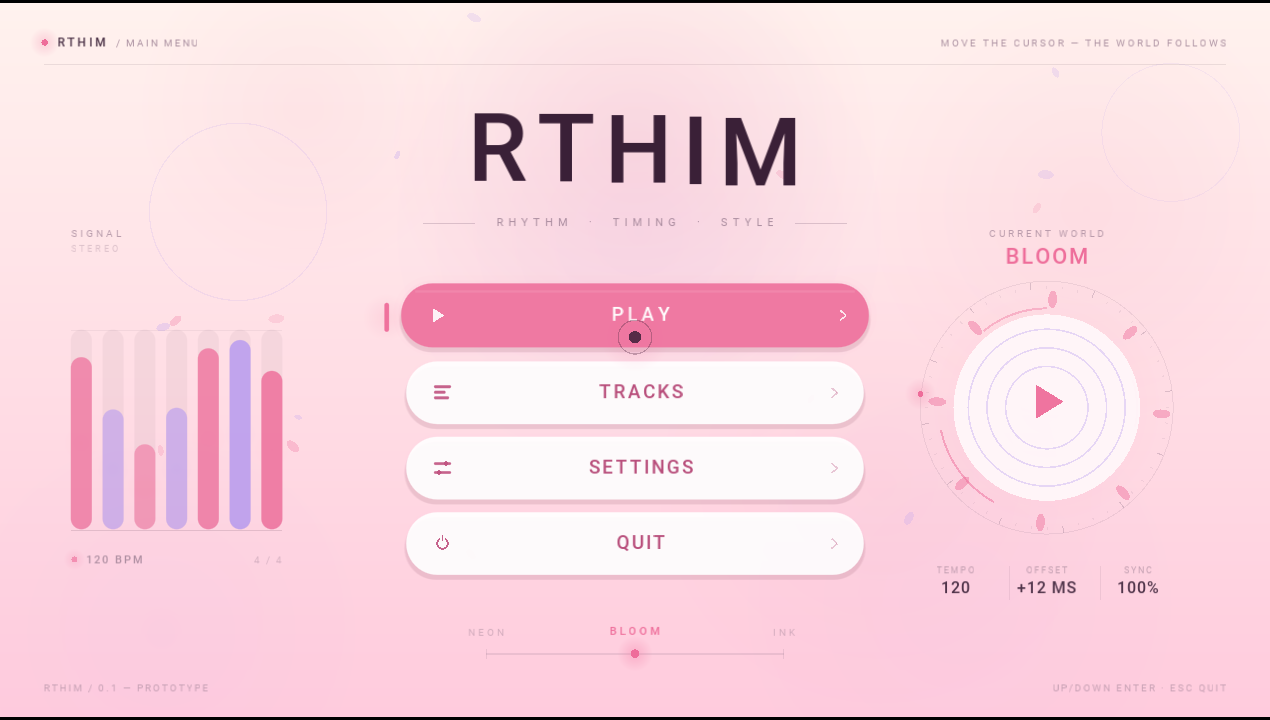 RTHIM / MAIN MENU
MOVE THE CURSOR — THE WORLD FOLLOWS
RTHIM
RHYTHM · TIMING · STYLE
SIGNAL
STEREO
120 BPM
4 / 4
PLAY
TRACKS
SETTINGS
QUIT
CURRENT WORLD
BLOOM
TEMPO
120
OFFSET
+12 MS
SYNC
100%
NEON
BLOOM
INK
RTHIM / 0.1 — PROTOTYPE
UP/DOWN ENTER ESC QUIT